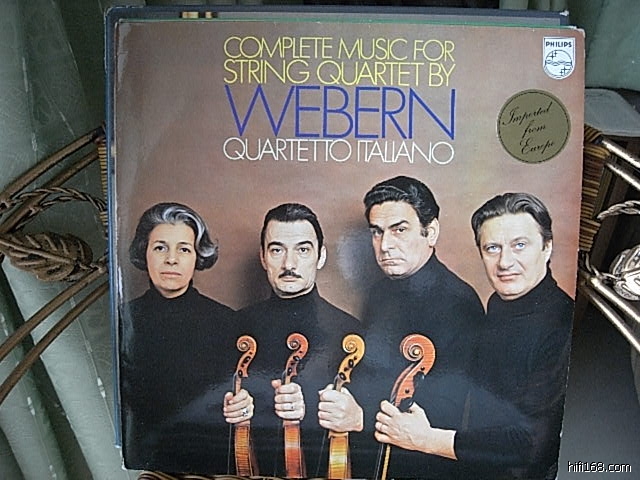 COMPLETE MUSIC FOR
STRING QUARTET BY
WEBERN
QUARTETTO ITALIANO
PHILIPS
Imported
from
Europe
hifi168.com